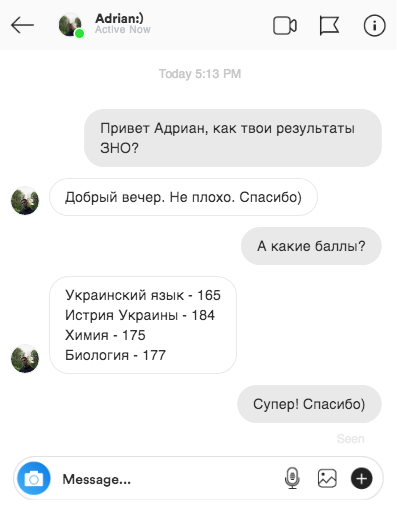 Adrian:)
Active Now
Today 5:13 PM
Привет Адриан, как твои результаты
ЗНО?
Добрый вечер. Не плохо. Спасибо)
А какие баллы?
Украинский язык - 165
Истрия Украины - 184
Химия - 175
Биология - 177
Супер! Спасибо)
Seen
Message...